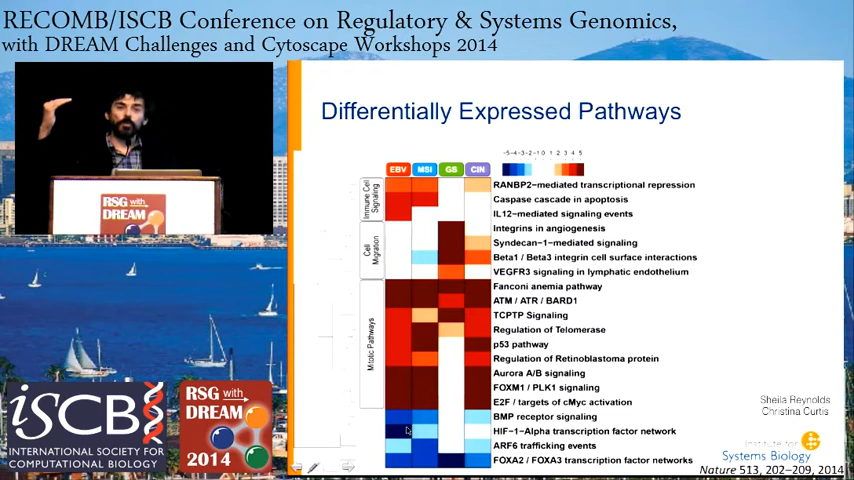 RECOMB/ISCB Conference on Regulatory & Systems Genomics,
with DREAM Challenges and Cytoscape Workshops 2014
RSG with
DREAM
Differentially Expressed Pathways
-5-4-3-2-1 0 1 2 3 4 5
EBV MSI GS CIN
Immune Cell
Signaling
RANBP2-mediated transcriptional repression
Caspase cascade in apoptosis
IL12-mediated signaling events
Cell
Migration
Integrins in angiogenesis
Syndecan-1-mediated signaling
Beta1 / Beta3 integrin cell surface interactions
VEGFR3 signaling in lymphatic endothelium
Mitotic Pathways
Fanconi anemia pathway
ATM / ATR / BARD1
TCPTP Signaling
Regulation of Telomerase
p53 pathway
Regulation of Retinoblastoma protein
Aurora A/B signaling
FOXM1 / PLK1 signaling
E2F / targets of cMyc activation
BMP receptor signaling
HIF-1-Alpha transcription factor network
ARF6 trafficking events
FOXA2 / FOXA3 transcription factor networks
Sheila Reynolds
Christina Curtis
Institute for
Systems Biology
Nature 513, 202-209, 2014
iSCB
INTERNATIONAL SOCIETY FOR
COMPUTATIONAL BIOLOGY
RSG with
DREAM
2014